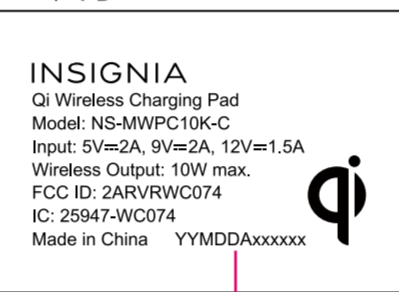 INSIGNIA
Qi Wireless Charging Pad
Model: NS-MWPC10K-C
Input: 5V⎓2A, 9V⎓2A, 12V⎓1.5A
Wireless Output: 10W max.
FCC ID: 2ARVRWC074
IC: 25947-WC074
Made in China YYMDDAxxxxxx
qi